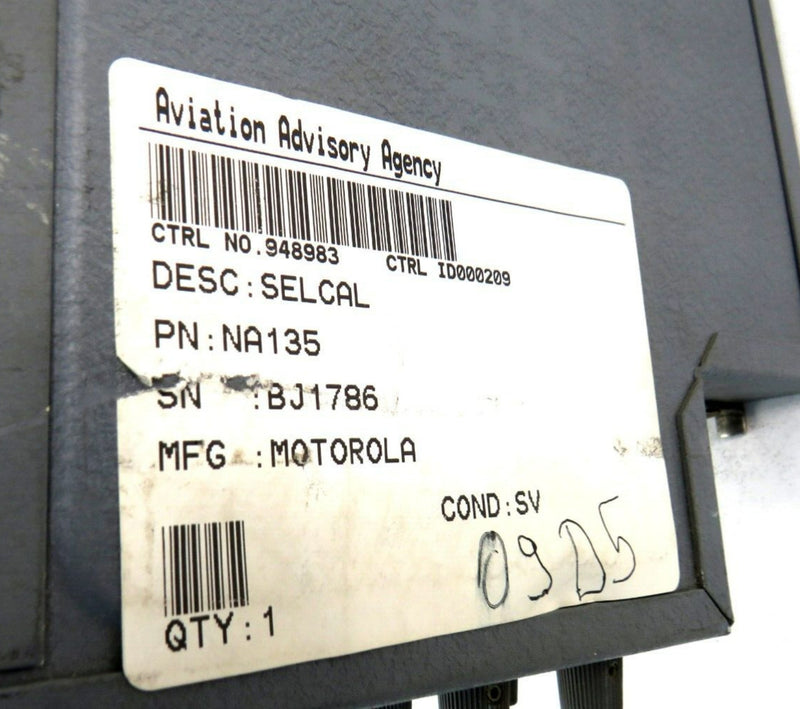 Aviation Advisory Agency
CTRL NO.948983 CTRL ID000209
DESC:SELCAL
PN:NA135
SN :BJ1786
MFG :MOTOROLA
COND:SV
09D5
QTY:1